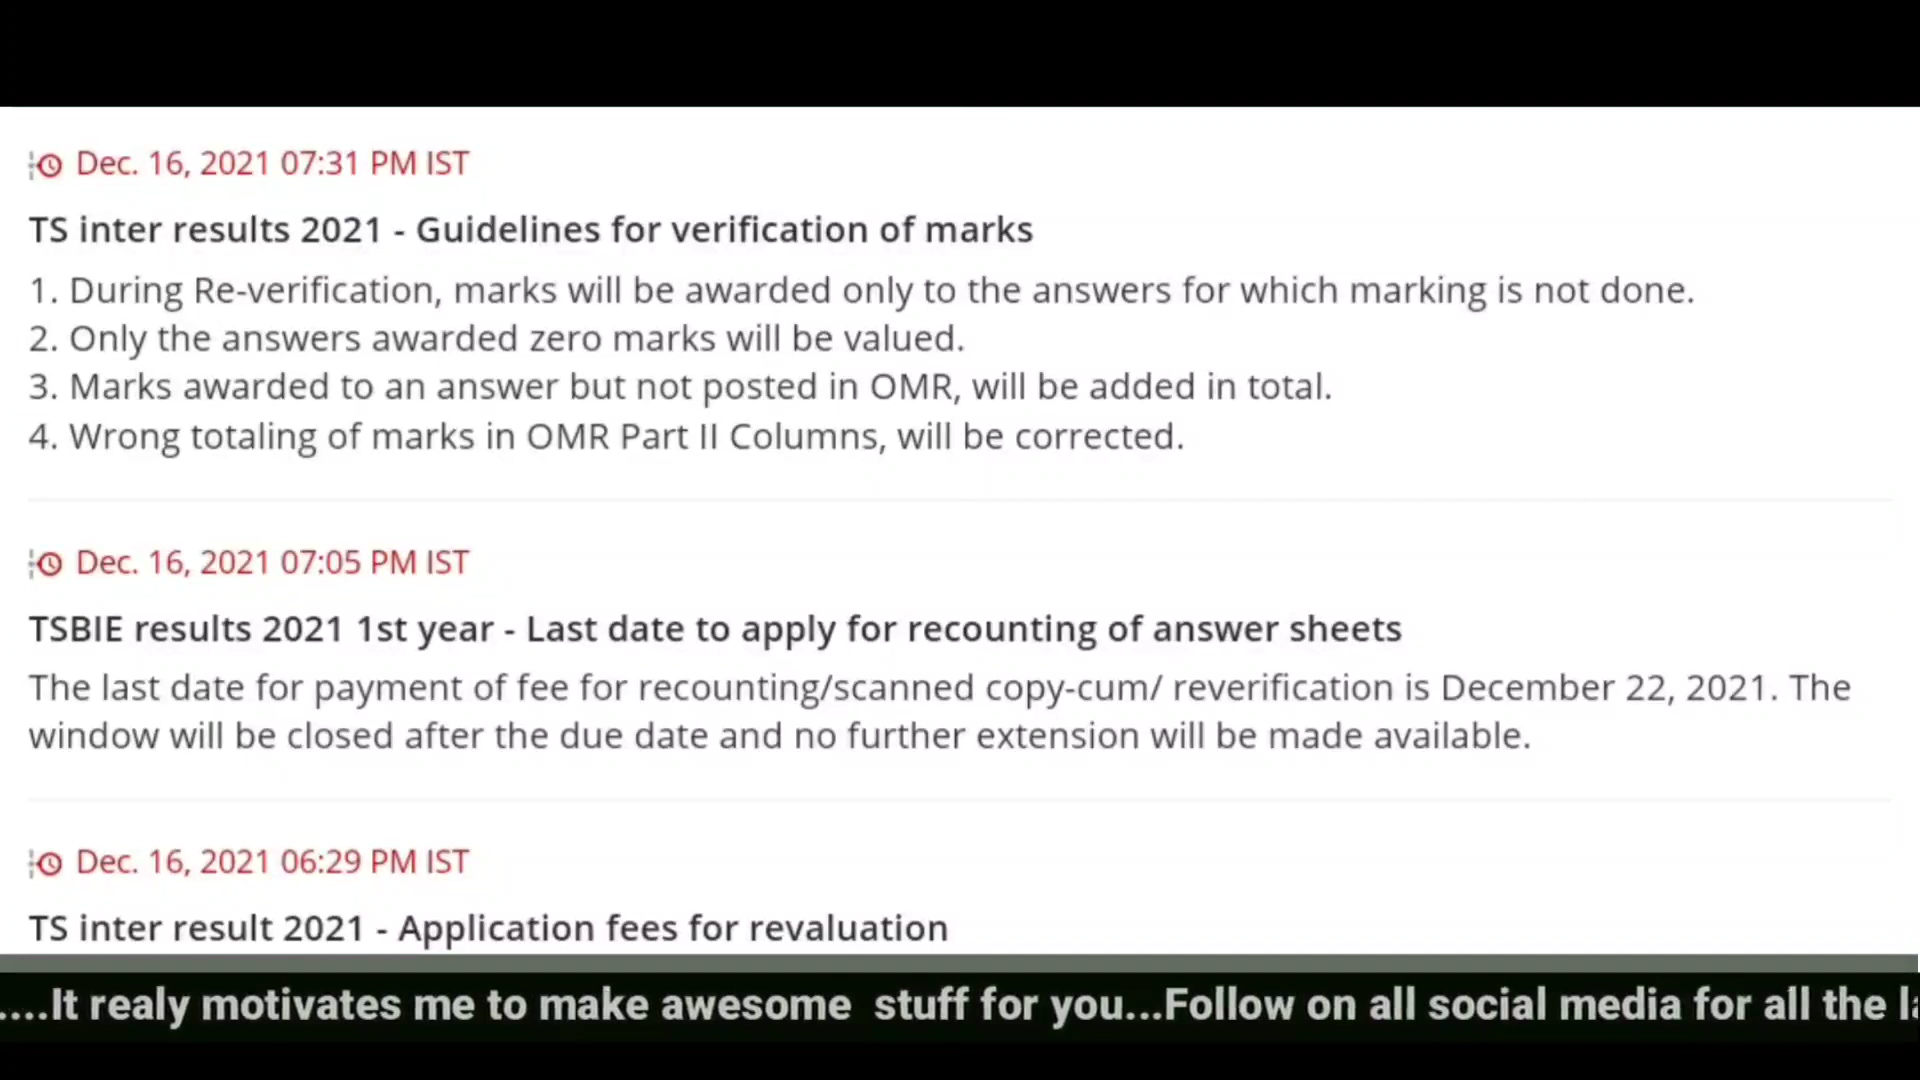 Dec. 16, 2021 07:31 PM IST
TS inter results 2021 - Guidelines for verification of marks
1. During Re-verification, marks will be awarded only to the answers for which marking is not done.
2. Only the answers awarded zero marks will be valued.
3. Marks awarded to an answer but not posted in OMR, will be added in total.
4. Wrong totaling of marks in OMR Part II Columns, will be corrected.
Dec. 16, 2021 07:05 PM IST
TSBIE results 2021 1st year - Last date to apply for recounting of answer sheets
The last date for payment of fee for recounting/scanned copy-cum/ reverification is December 22, 2021. The
window will be closed after the due date and no further extension will be made available.
Dec. 16, 2021 06:29 PM IST
TS inter result 2021 - Application fees for revaluation
....It realy motivates me to make awesome stuff for you...Follow on all social media for all the